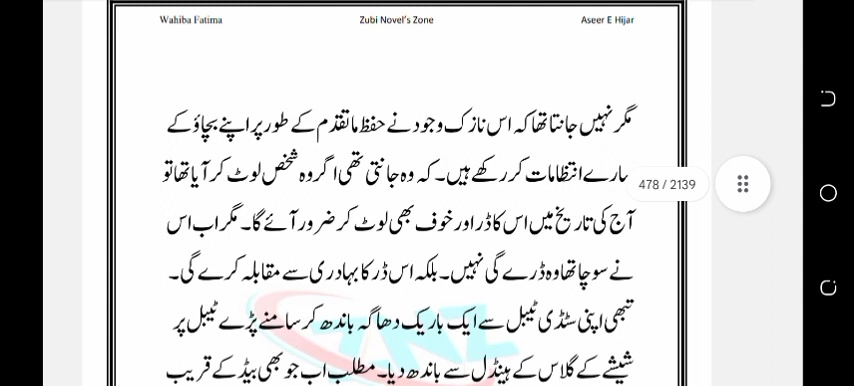 Wahiba Fatima Zubi Novel's Zone Aseer E Hijar
مگر نہیں جانتا تھا کہ اس نازک وجود نے حفظ ماتقدم کے طور پر اپنے بچاؤ کے
سارے انتظامات کر رکھے ہیں۔ کہ وہ جانتی تھی اگر وہ شخص لوٹ کر آیا تھا تو
478 / 2139
آج کی تاریخ میں اس کا ڈر اور خوف بھی لوٹ کر ضرور آئے گا۔ مگر اب اس
نے سوچا تھا وہ ڈرے گی نہیں۔ بلکہ اس ڈر کا بہادری سے مقابلہ کرے گی۔
تبھی اپنی سٹڈی ٹیبل سے ایک باریک دھاگہ باندھ کر سامنے پڑے ٹیبل پر
شیشے کے گلاس کے ہینڈل سے باندھ دیا۔ مطلب اب جو بھی بیڈ کے قریب